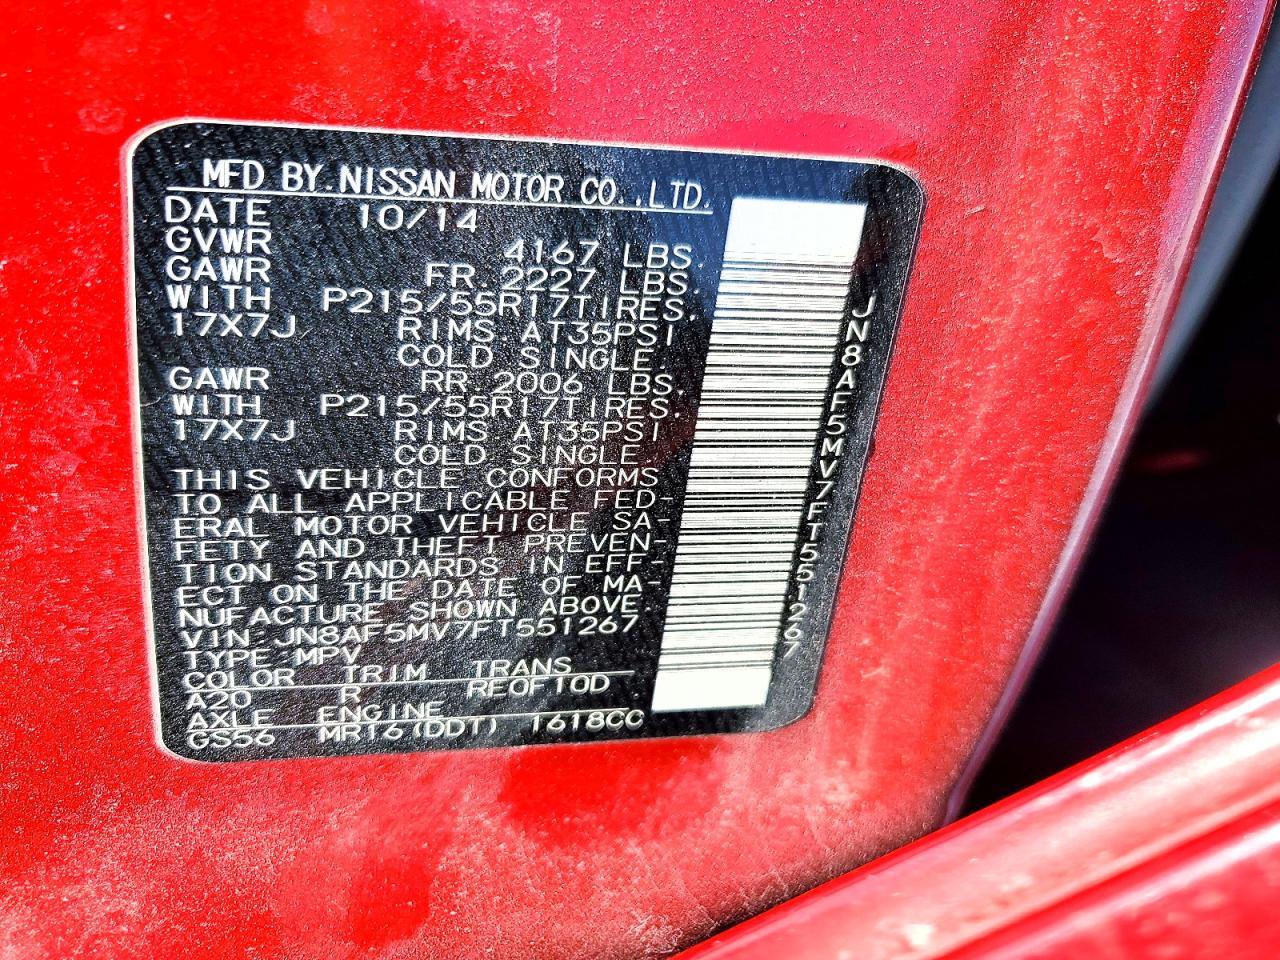 MFD BY.NISSAN MOTOR CO.,LTD.
DATE 10/14
GVWR 4167 LBS.
GAWR FR. 2227 LBS.
WITH P215/55R17TIRES.
17X7J RIMS AT35PSI
COLD SINGLE.
GAWR RR 2006 LBS.
WITH P215/55R17TIRES.
17X7J RIMS AT35PSI
COLD SINGLE.
THIS VEHICLE CONFORMS
TO ALL APPLICABLE FED-
ERAL MOTOR VEHICLE SA-
FETY AND THEFT PREVEN-
TION STANDARDS IN EFF-
ECT ON THE DATE OF MA-
NUFACTURE SHOWN ABOVE.
VIN JN8AF5MV7FT551267
TYPE MPV
COLOR TRIM TRANS
A20 R RE0F10D
AXLE ENGINE
GS56 MR16(DDT) 1618CC
JN8AF5MV7FT551267